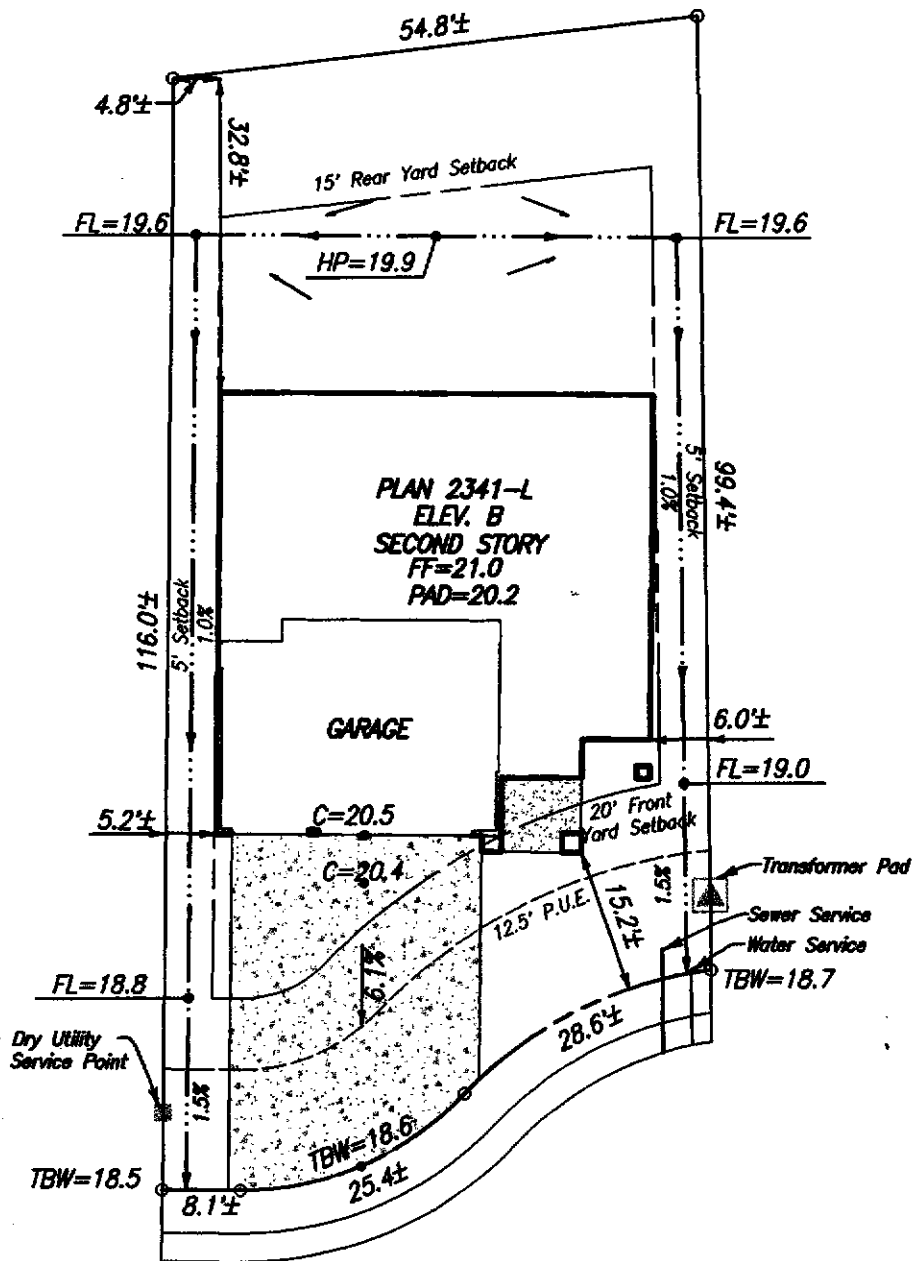 54.8'±
4.8'±
32.8'±
15' Rear Yard Setback
FL=19.6
FL=19.6
HP=19.9
PLAN 2341-L
ELEV. B
SECOND STORY
FF=21.0
PAD=20.2
5' Setback
1.0%
99.4'±
116.0'±
5' Setback
1.0%
GARAGE
6.0'±
FL=19.0
5.2'±
C=20.5
20' Front
Yard Setback
C=20.4
Transformer Pad
1.5%
15.2'±
12.5' P.U.E.
Sewer Service
Water Service
6.1%
FL=18.8
TBW=18.7
28.6'±
Dry Utility
Service Point
1.5%
TBW=18.6
TBW=18.5
8.1'±
25.4'±